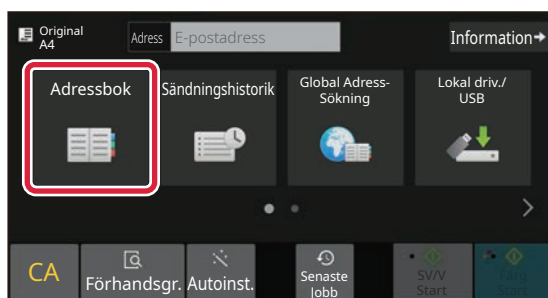 Original
A4
Adress
E-postadress
Information
Adressbok
Sändningshistorik
Global Adress-
Sökning
Lokal driv./
USB
CA
Förhandsgr.
Autoinst.
Senaste
Jobb
SV/V
Start
Färg
Start